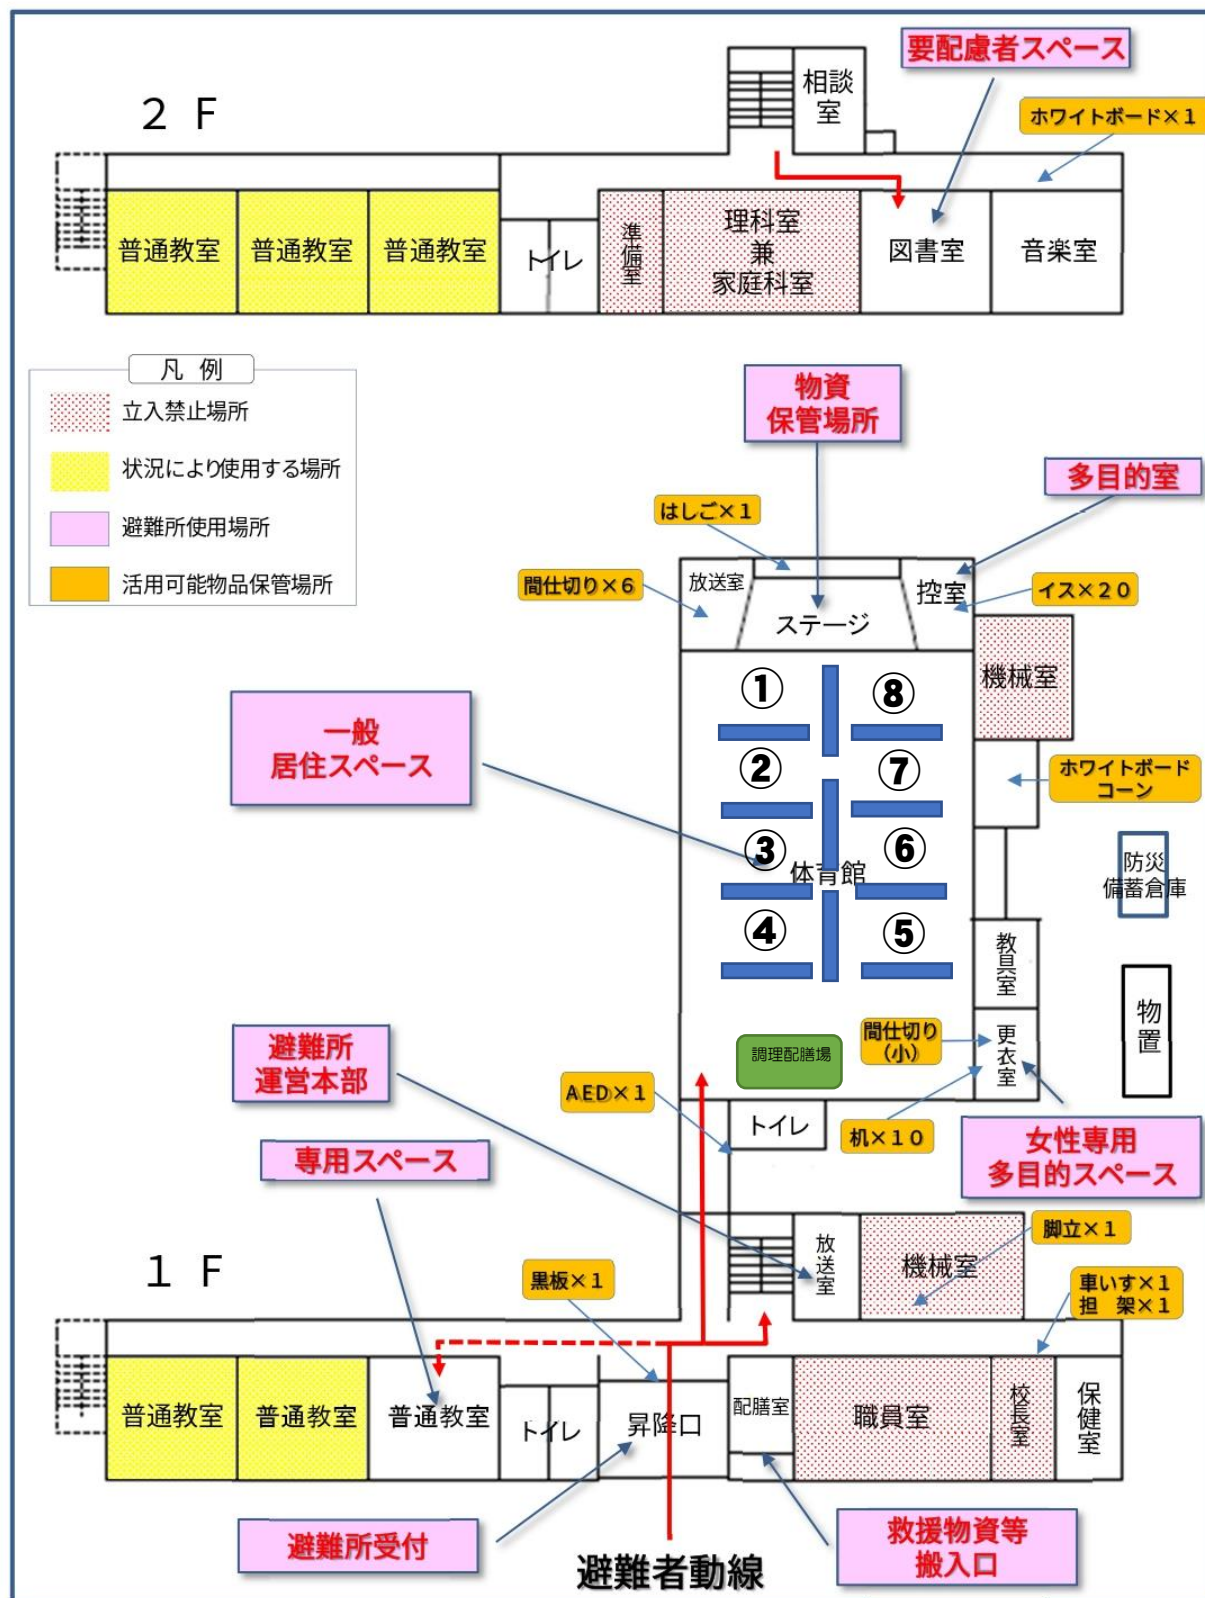 要配慮者スペース
相談
室
２ Ｆ
ホワイトボード×１
普通教室
普通教室
普通教室
トイレ
準備室
理科室
兼
家庭科室
図書室
音楽室
凡 例
立入禁止場所
状況により使用する場所
避難所使用場所
活用可能物品保管場所
物資
保管場所
多目的室
はしご×１
間仕切り×６
放送室
ステージ
控室
イス×２０
機械室
①
⑧
一般
居住スペース
②
⑦
ホワイトボード
コーン
③
⑥
体育館
防災
備蓄倉庫
④
⑤
教具室
物置
避難所
運営本部
調理配膳場
間仕切り
（小）
更衣室
AED×１
トイレ
机×１０
女性専用
多目的スペース
専用スペース
１ Ｆ
放送室
機械室
脚立×１
黒板×１
車いす×１
担　架×１
普通教室
普通教室
普通教室
トイレ
昇降口
配膳室
職員室
校長室
保健室
避難所受付
避難者動線
救援物資等
搬入口